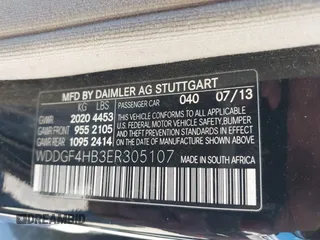 MFD BY DAIMLER AG STUTTGART
KG LBS PASSENGER CAR 040 07/13
GVWR 2020 4453 THIS VEHICLE CONFORMS TO ALL APPLICABLE
GAWR FRONT 955 2105 U.S. FEDERAL MOTOR VEHICLE SAFETY, BUMPER
GAWR REAR 1095 2414 AND THEFT PREVENTION STANDARDS IN EFFECT
ON THE DATE OF MANUFACTURE SHOWN ABOVE.
WDDGF4HB3ER305107
MADE IN SOUTH AFRICA
DREAMBID